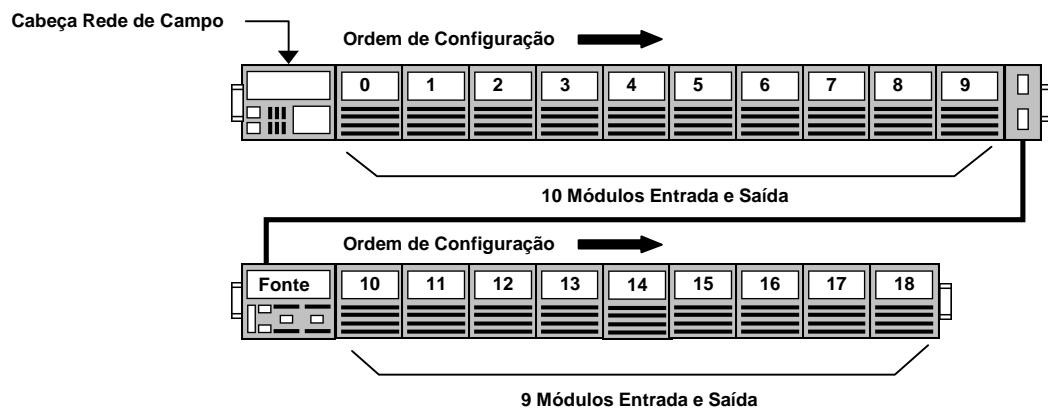 Cabeça Rede de Campo
Ordem de Configuração
0 1 2 3 4 5 6 7 8 9
10 Módulos Entrada e Saída
Ordem de Configuração
Fonte 10 11 12 13 14 15 16 17 18
9 Módulos Entrada e Saída